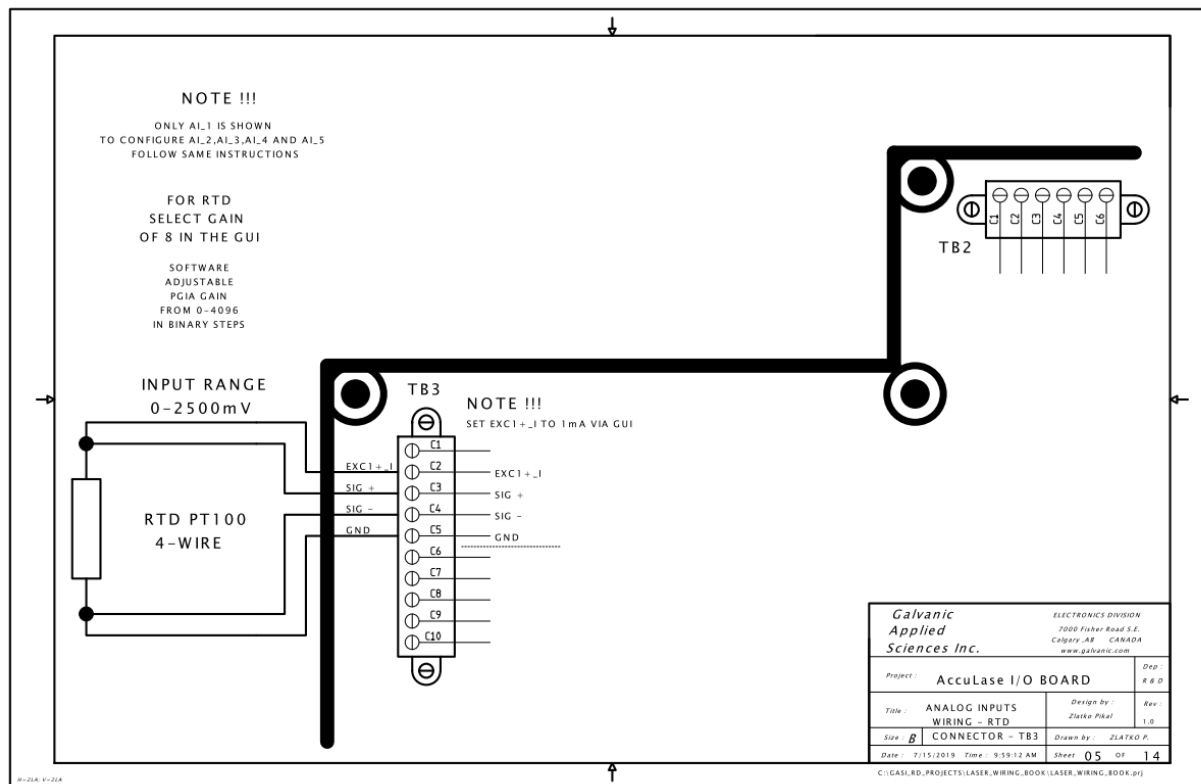 NOTE !!!
ONLY AI_1 IS SHOWN
TO CONFIGURE AI_2,AI_3,AI_4 AND AI_5
FOLLOW SAME INSTRUCTIONS
FOR RTD
SELECT GAIN
OF 8 IN THE GUI
SOFTWARE
ADJUSTABLE
PGIA GAIN
FROM 0-4096
IN BINARY STEPS
INPUT RANGE
0-2500mV
RTD PT100
4-WIRE
EXC1+_I
SIG +
SIG -
GND
TB3
C1
C2
C3
C4
C5
C6
C7
C8
C9
C10
NOTE !!!
SET EXC1+_I TO 1mA VIA GUI
EXC1+_I
SIG +
SIG -
GND
TB2
C1
C2
C3
C4
C5
C6
Galvanic
Applied
Sciences Inc.
ELECTRONICS DIVISION
7000 Fisher Road S.E.
Calgary ,AB CANADA
www.galvanic.com
Project : AccuLase I/O BOARD
Dep :
R & D
Title : ANALOG INPUTS
WIRING - RTD
Design by :
Zlatko Pikal
Rev :
1.0
Size : B CONNECTOR - TB3
Drawn by : ZLATKO P.
Date : 7/15/2019 Time : 9:59:12 AM
Sheet 05 OF 14
C:\GASI_RD_PROJECTS\LASER_WIRING_BOOK\LASER_WIRING_BOOK.prj
H=ZLA; V=ZLA